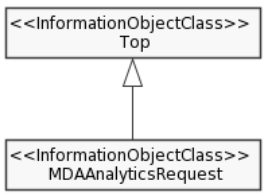 <<InformationObjectClass>>
Top
<<InformationObjectClass>>
MDAAnalyticsRequest